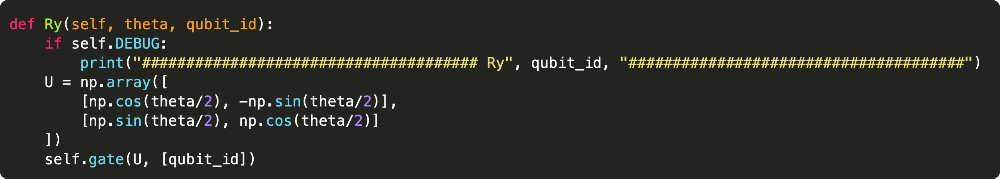 def Ry(self, theta, qubit_id):
    if self.DEBUG:
        print("###################################### Ry", qubit_id, "######################################")
    U = np.array([
        [np.cos(theta/2), -np.sin(theta/2)],
        [np.sin(theta/2), np.cos(theta/2)]
    ])
    self.gate(U, [qubit_id])